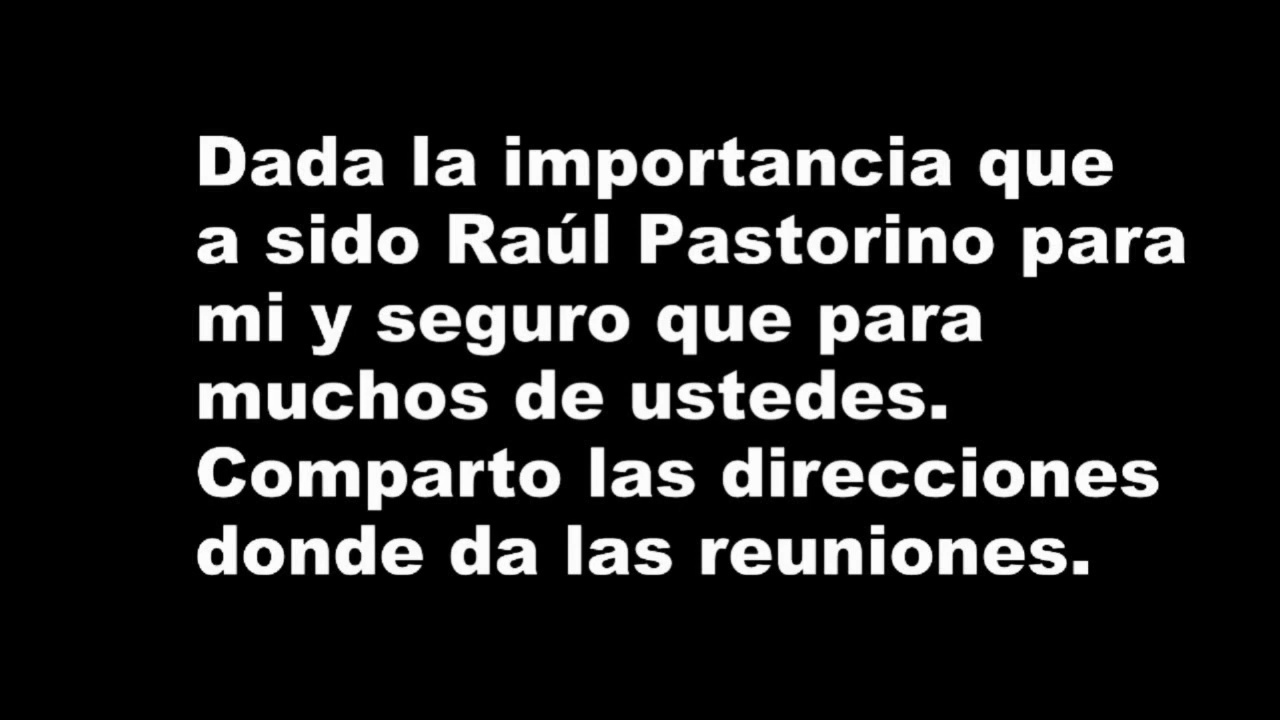 Dada la importancia que
a sido Raúl Pastorino para
mi y seguro que para
muchos de ustedes.
Comparto las direcciones
donde da las reuniones.